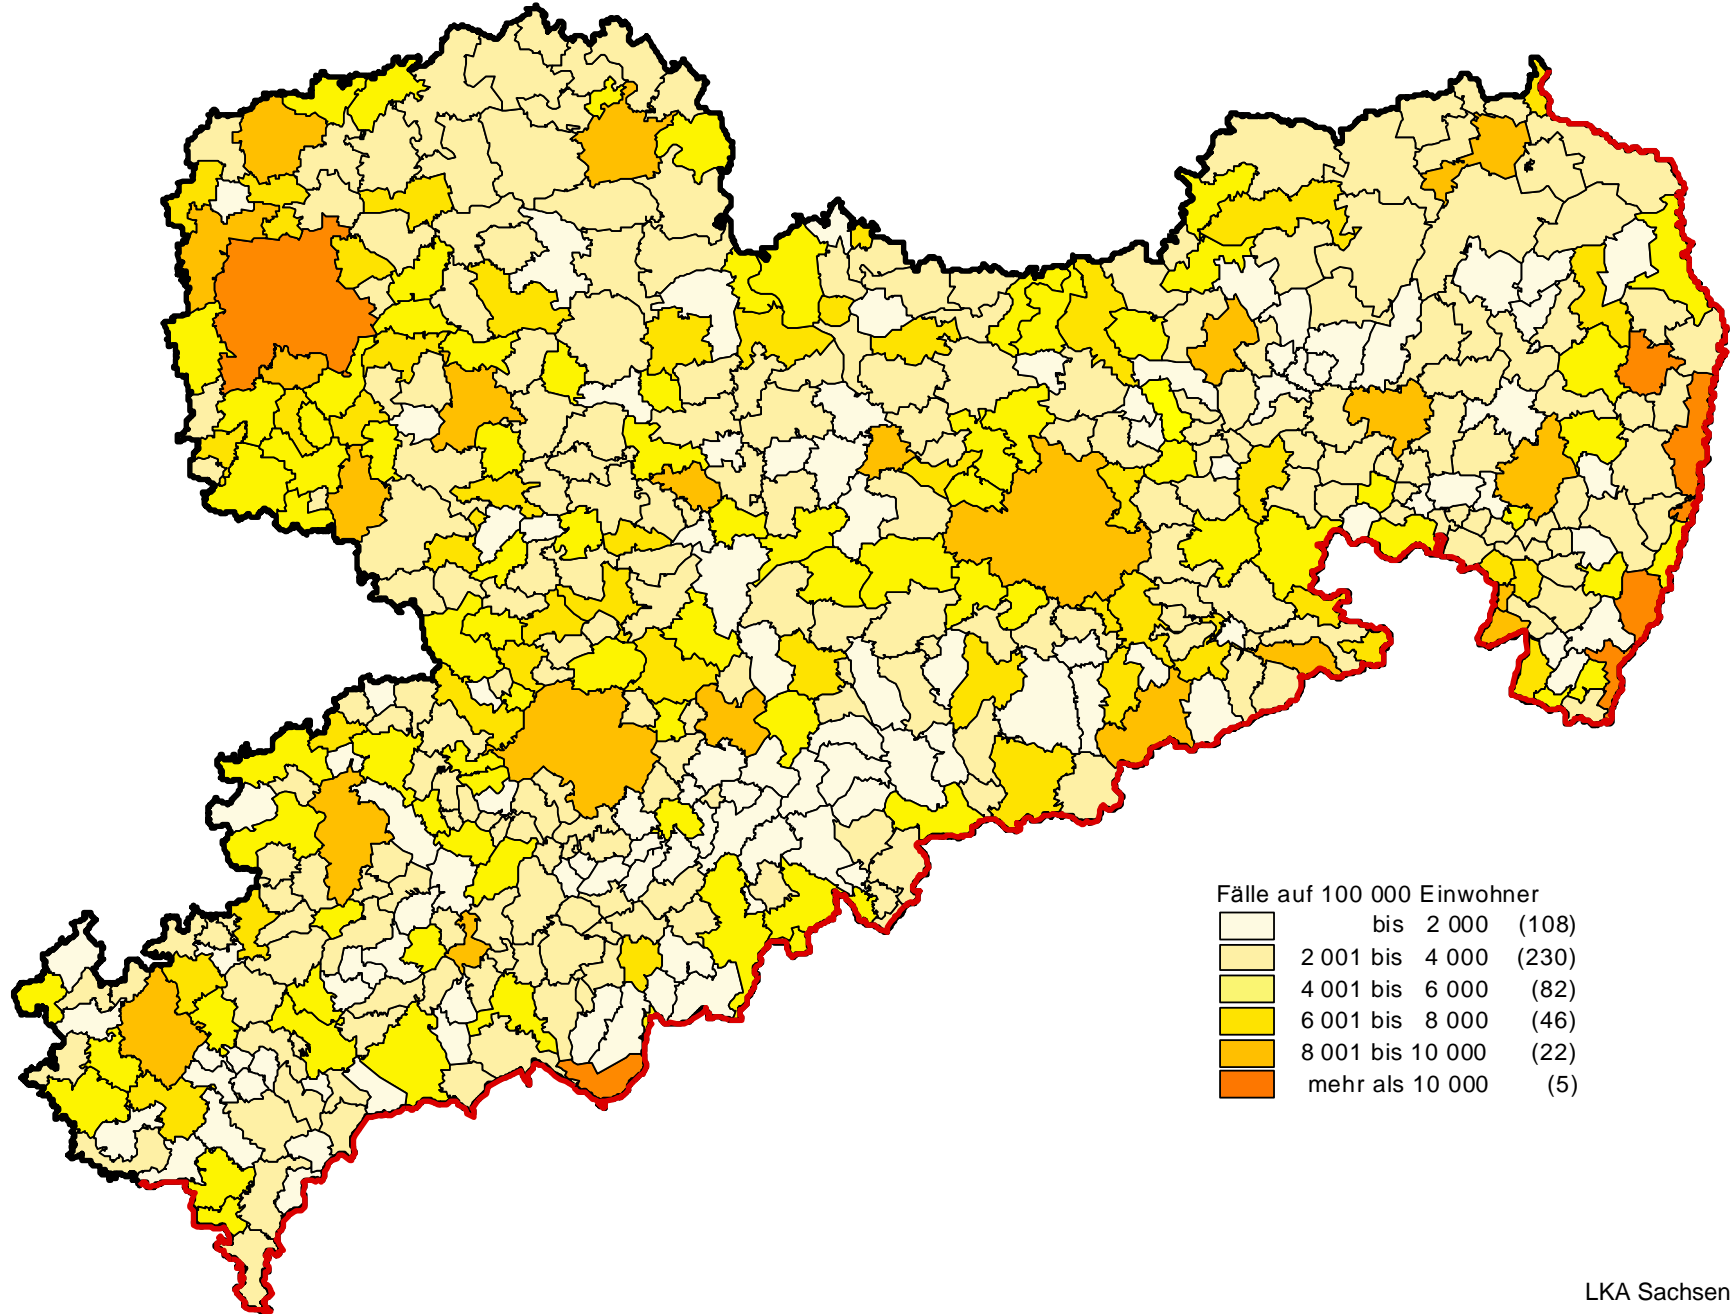 Fälle auf 100 000 Einwohner
bis 2 000 (108)
2 001 bis 4 000 (230)
4 001 bis 6 000 (82)
6 001 bis 8 000 (46)
8 001 bis 10 000 (22)
mehr als 10 000 (5)
LKA Sachsen